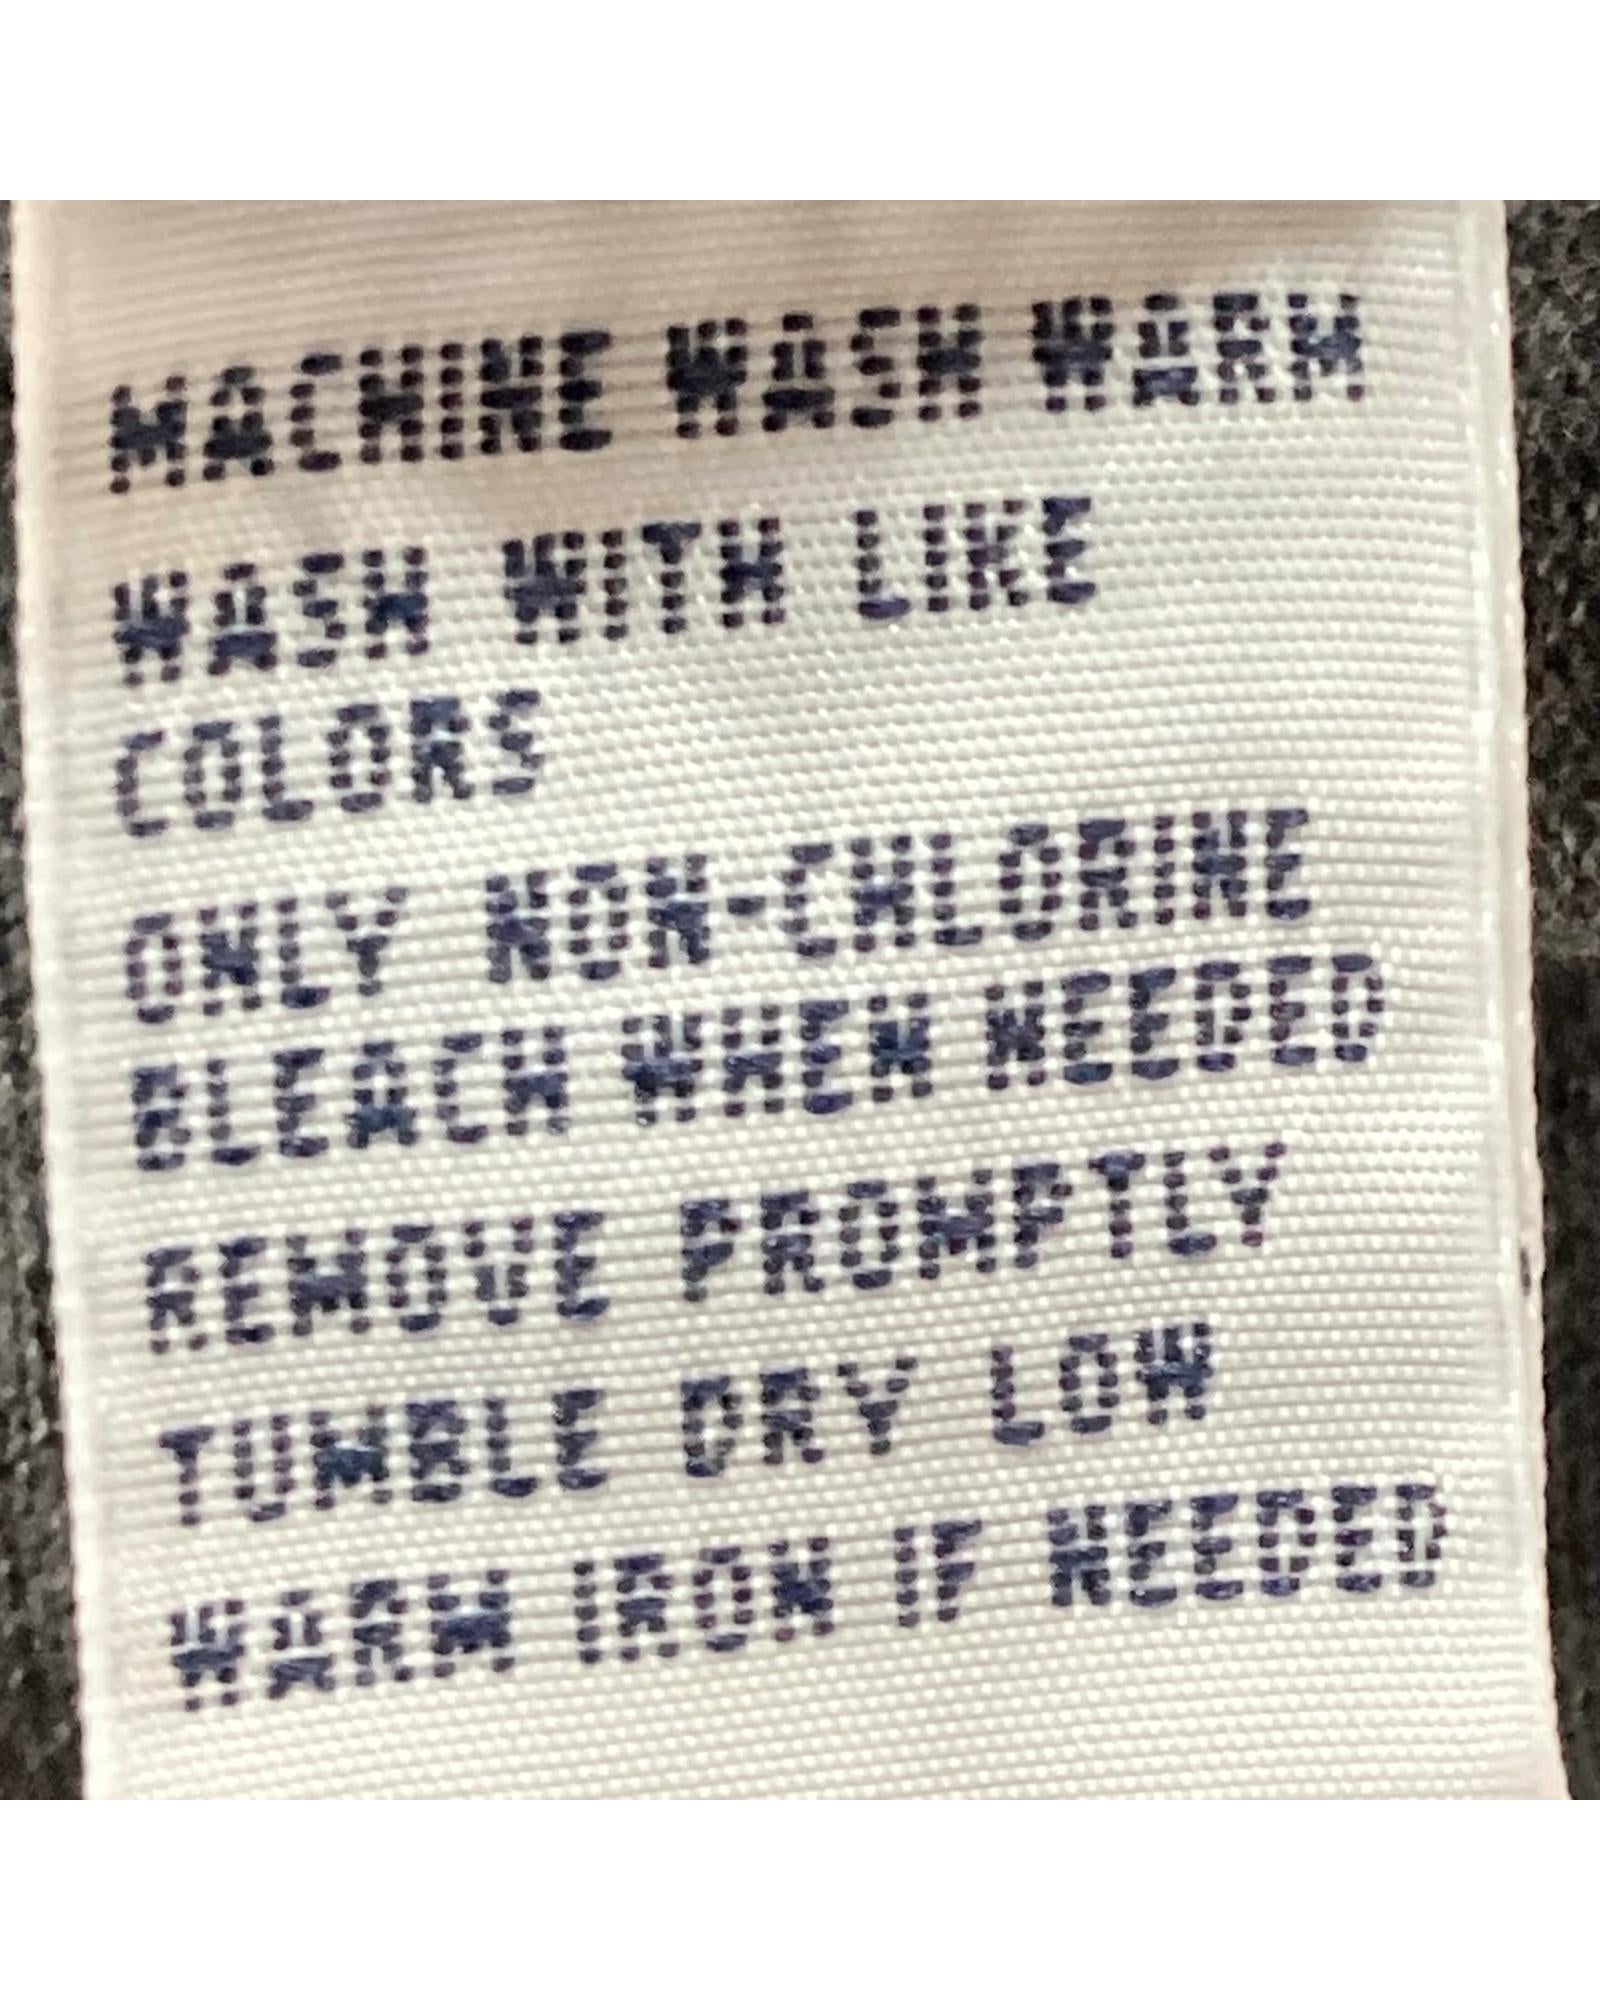 MACHINE WASH WARM
WASH WITH LIKE
COLORS
ONLY NON-CHLORINE
BLEACH WHEN NEEDED
REMOVE PROMPTLY
TUMBLE DRY LOW
WARM IRON IF NEEDED